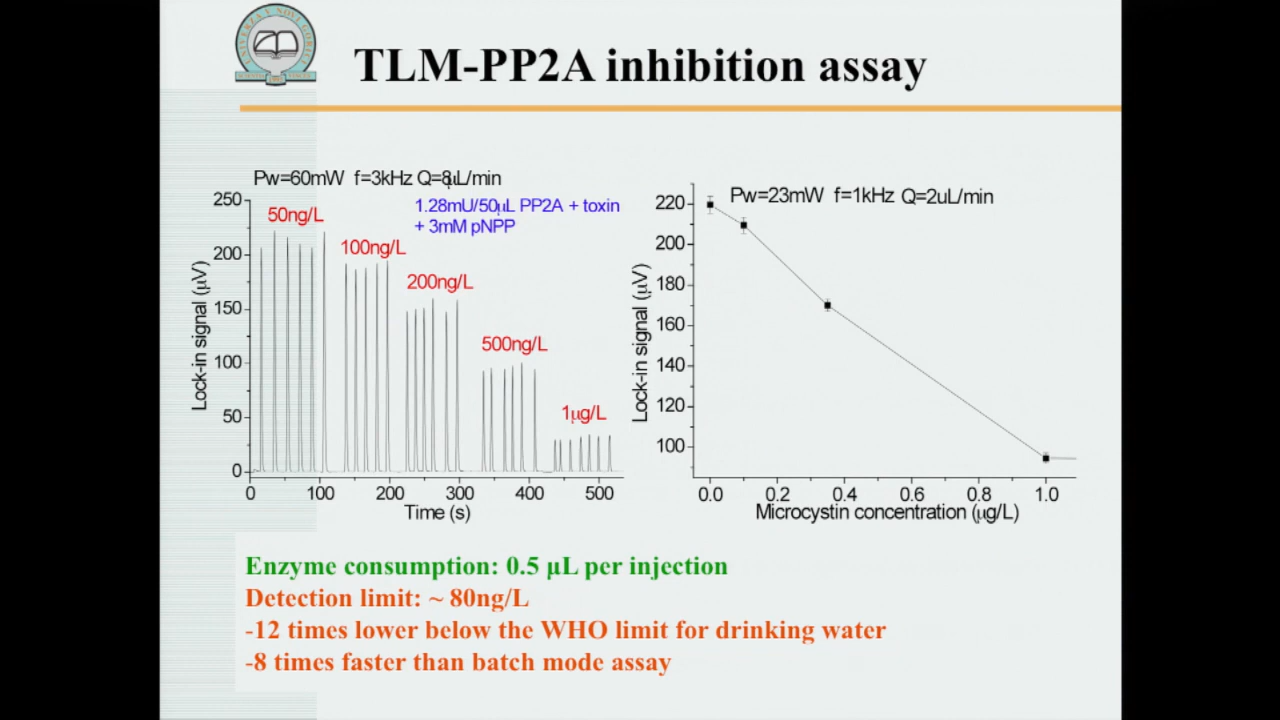 TLM-PP2A inhibition assay
Pw=60mW f=3kHz Q=8µL/min
1.28mU/50µL PP2A + toxin
+ 3mM pNPP
50ng/L
100ng/L
200ng/L
500ng/L
1µg/L
250
200
150
100
50
0
Lock-in signal (µV)
0 100 200 300 400 500
Time (s)
Pw=23mW f=1kHz Q=2uL/min
220
200
180
160
140
120
100
Lock-in signal (µV)
0.0 0.2 0.4 0.6 0.8 1.0
Microcystin concentration (µg/L)
Enzyme consumption: 0.5 µL per injection
Detection limit: ~ 80ng/L
-12 times lower below the WHO limit for drinking water
-8 times faster than batch mode assay